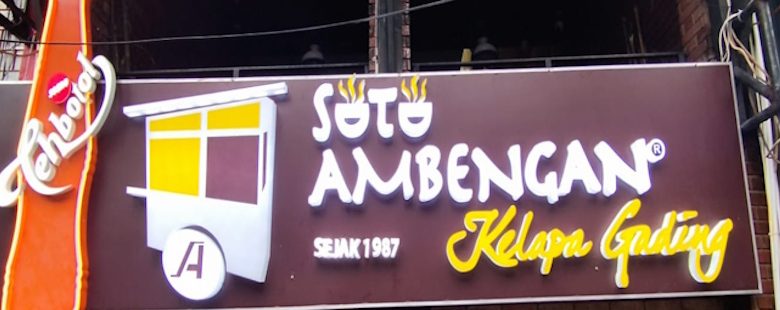 Tehbotol
SOTO
AMBENGAN®
SEJAK 1987
Kelapa Gading
A